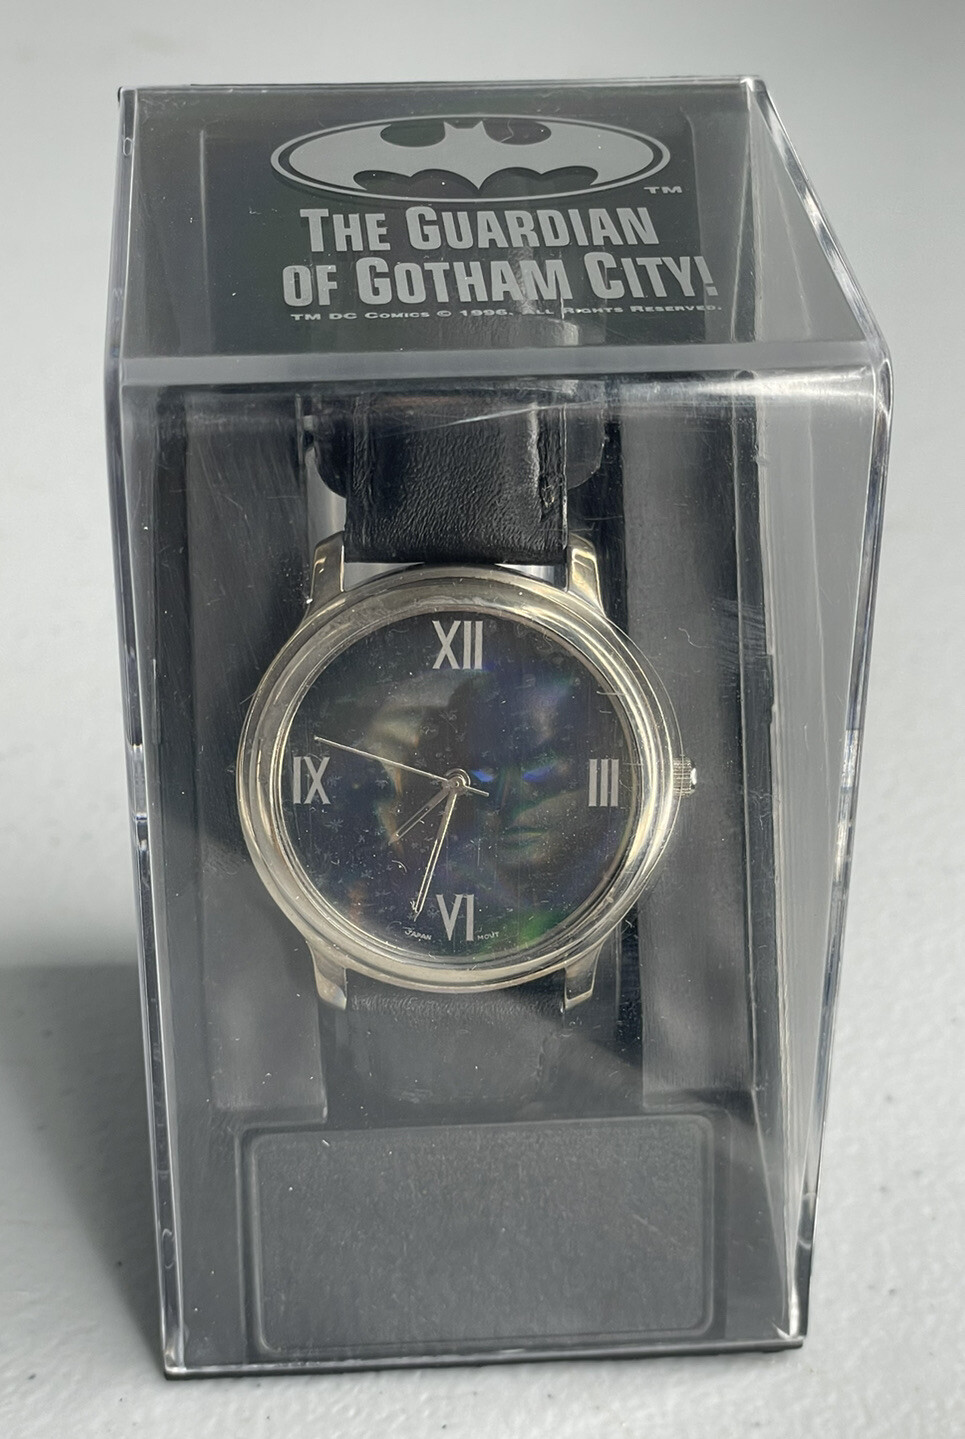 TM
THE GUARDIAN
OF GOTHAM CITY!
TM DC COMICS © 1996. ALL RIGHTS RESERVED.
XII
IX
III
VI
JAPAN MOVT